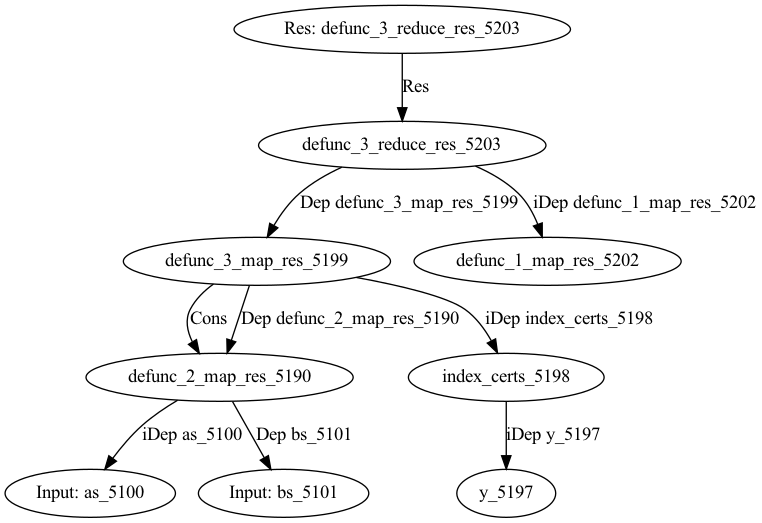 Res: defunc_3_reduce_res_5203
Res
defunc_3_reduce_res_5203
Dep defunc_3_map_res_5199
iDep defunc_1_map_res_5202
defunc_3_map_res_5199
defunc_1_map_res_5202
Cons
Dep defunc_2_map_res_5190
iDep index_certs_5198
defunc_2_map_res_5190
index_certs_5198
iDep as_5100
Dep bs_5101
iDep y_5197
Input: as_5100
Input: bs_5101
y_5197